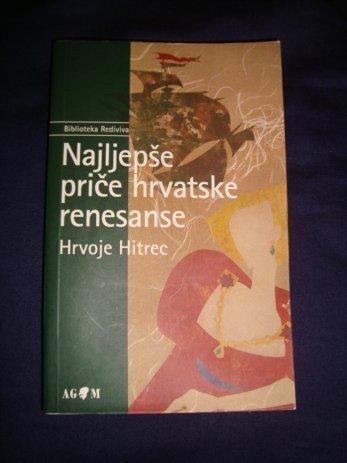 Biblioteka Rediviva
Najljepše
priče hrvatske
renesanse
Hrvoje Hitrec
AGM